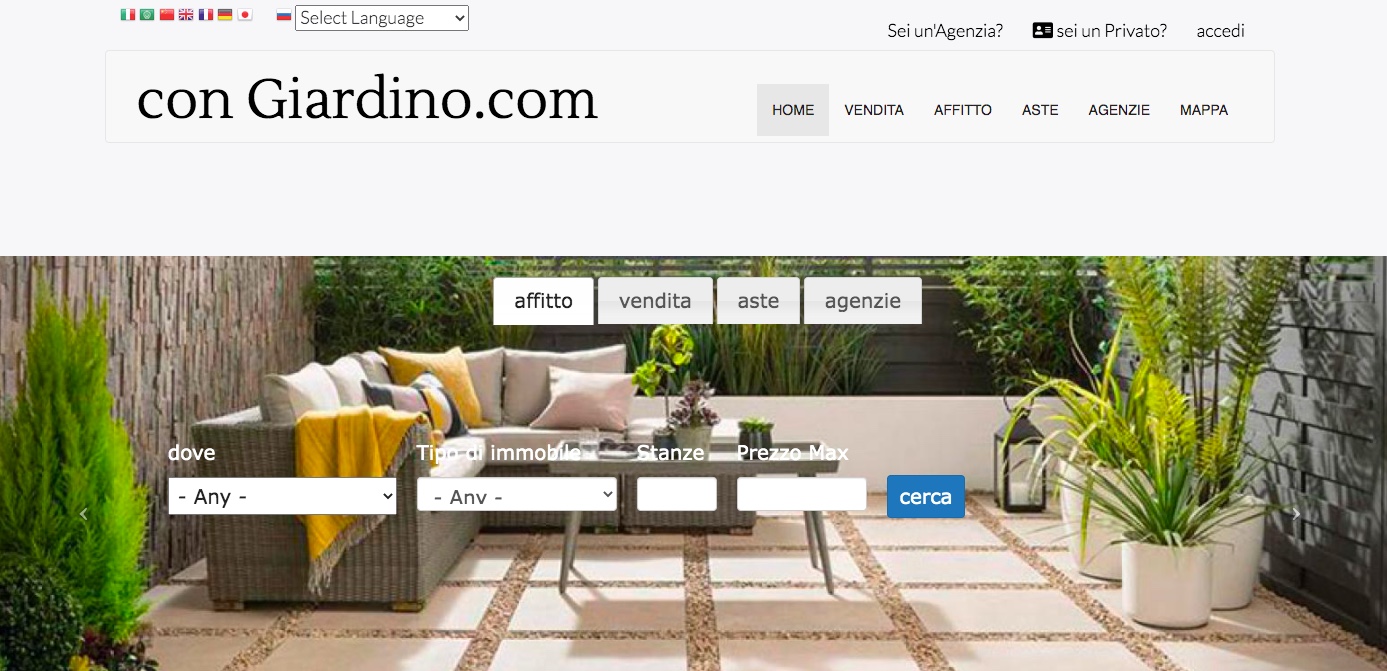 Select Language
Sei un'Agenzia? sei un Privato? accedi
con Giardino.com
HOME VENDITA AFFITTO ASTE AGENZIE MAPPA
affitto vendita aste agenzie
dove Tipo di immobile Stanze Prezzo Max
- Any - - Any - cerca